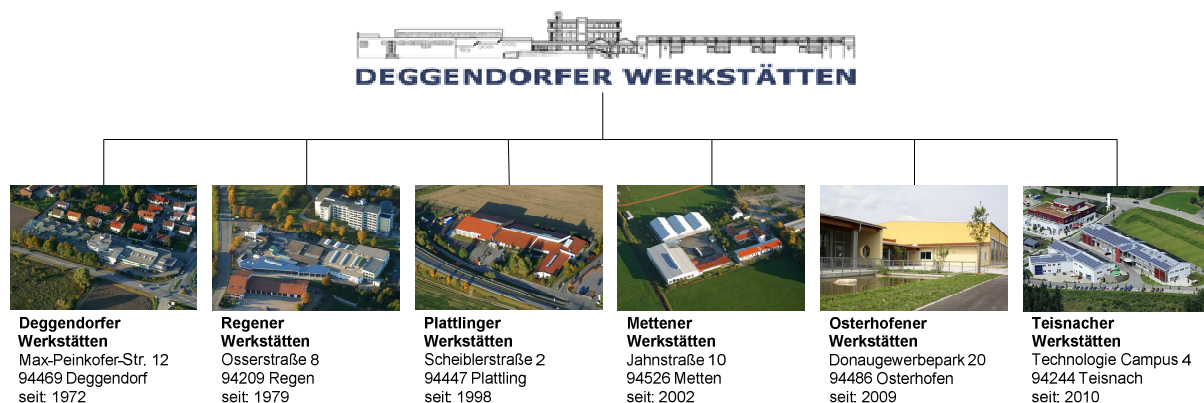 DEGGENDORFER WERKSTÄTTEN
Deggendorfer
Werkstätten
Max-Peinkofer-Str. 12
94469 Deggendorf
seit: 1972
Regener
Werkstätten
Osserstraße 8
94209 Regen
seit: 1979
Plattlinger
Werkstätten
Scheiblerstraße 2
94447 Plattling
seit: 1998
Mettener
Werkstätten
Jahnstraße 10
94526 Metten
seit: 2002
Osterhofener
Werkstätten
Donaugewerbepark 20
94486 Osterhofen
seit: 2009
Teisnacher
Werkstätten
Technologie Campus 4
94244 Teisnach
seit: 2010